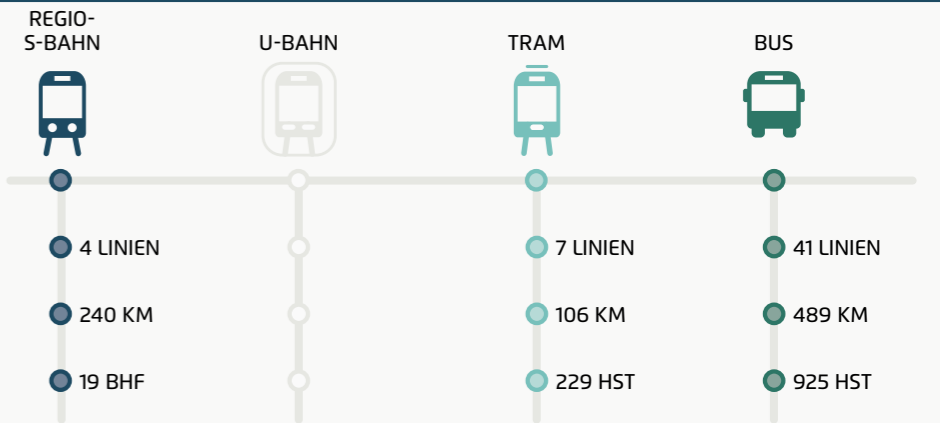 REGIO-
S-BAHN
U-BAHN
TRAM
BUS
4 LINIEN
7 LINIEN
41 LINIEN
240 KM
106 KM
489 KM
19 BHF
229 HST
925 HST